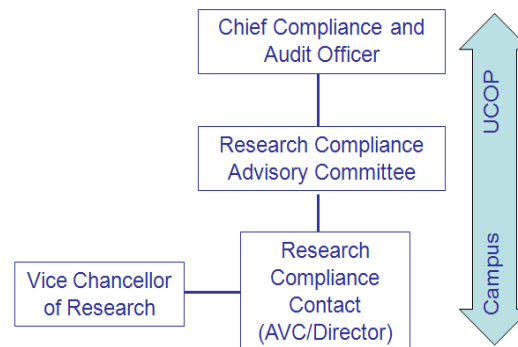 Chief Compliance and
Audit Officer
UCOP
Research Compliance
Advisory Committee
Research
Compliance
Contact
(AVC/Director)
Vice Chancellor
of Research
Campus